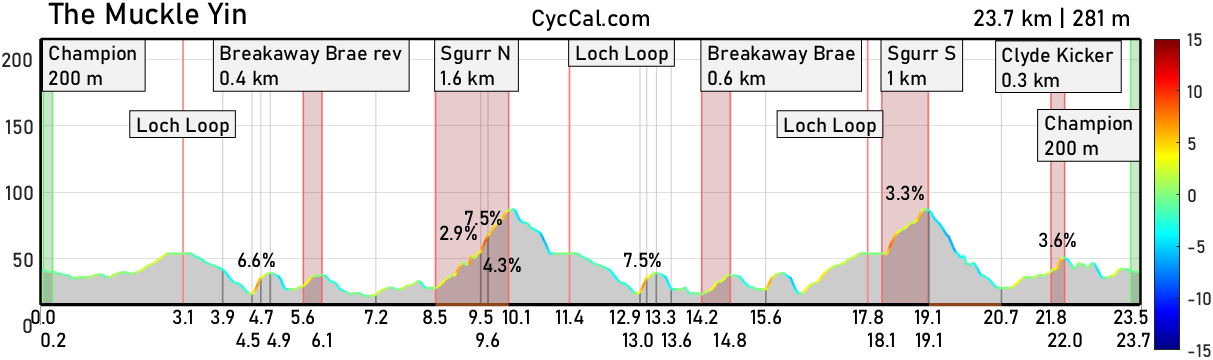 The Muckle Yin
CycCal.com
23.7 km | 281 m
Champion
200 m
Breakaway Brae rev
0.4 km
Sgurr N
1.6 km
Loch Loop
Breakaway Brae
0.6 km
Sgurr S
1 km
Clyde Kicker
0.3 km
Loch Loop
Loch Loop
Champion
200 m
200
150
100
50
0
6.6%
2.9%
7.5%
4.3%
7.5%
3.3%
3.6%
0.0 3.1 3.9 4.7 5.6 7.2 8.5 9.5 10.1 11.4 12.9 13.3 14.2 15.6 17.8 19.1 20.7 21.8 23.5
0.2 4.5 4.9 6.1 9.6 13.0 13.6 14.8 18.1 19.1 22.0 23.7
15
10
5
0
−5
−10
−15